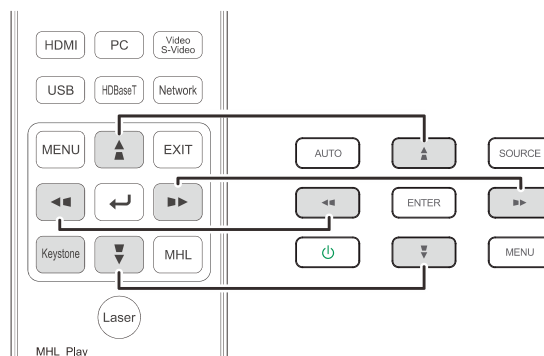 HDMI PC Video
S-Video
USB HDBaseT Network
MENU EXIT
AUTO SOURCE
ENTER
Keystone MHL
MENU
Laser
MHL Play